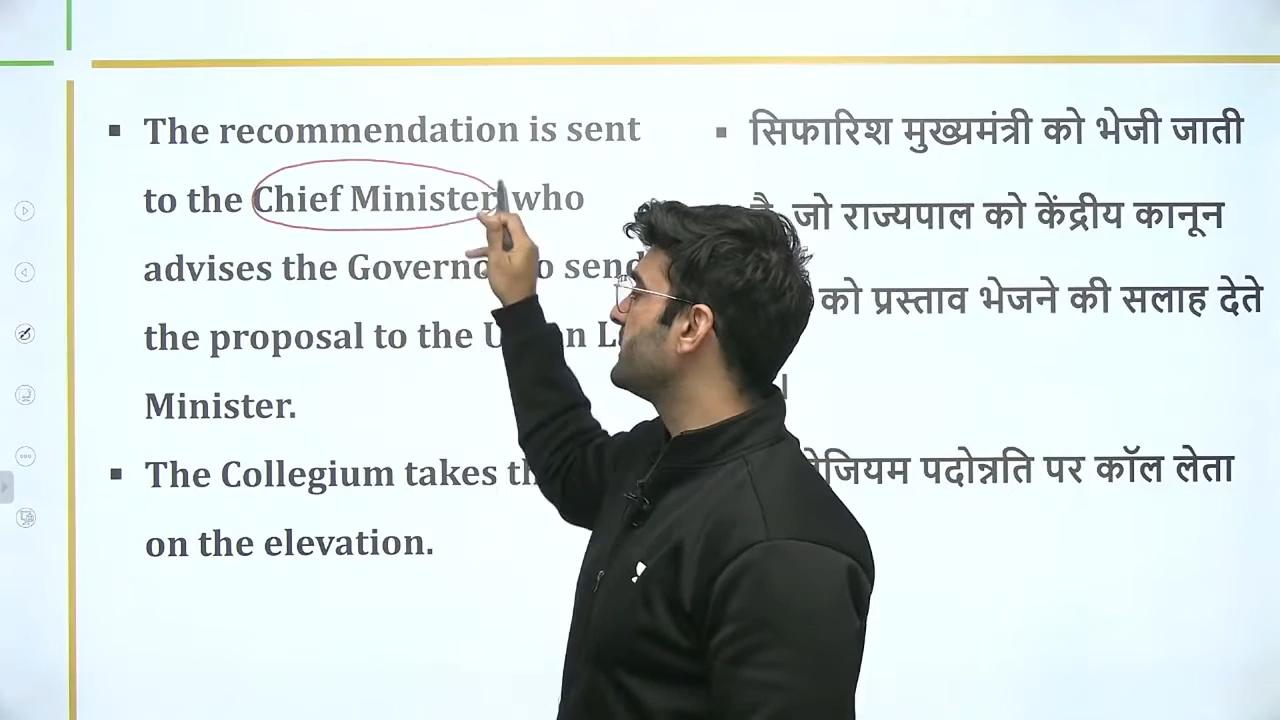 The recommendation is sent
to the Chief Minister who
advises the send
the proposal to the
Minister.
The Collegium takes
on the elevation.
सिफारिश मुख्यमंत्री को भेजी जाती
जो राज्यपाल को केंद्रीय कानून
को प्रस्ताव भेजने की सलाह देते
पदोन्नति पर कॉल लेता